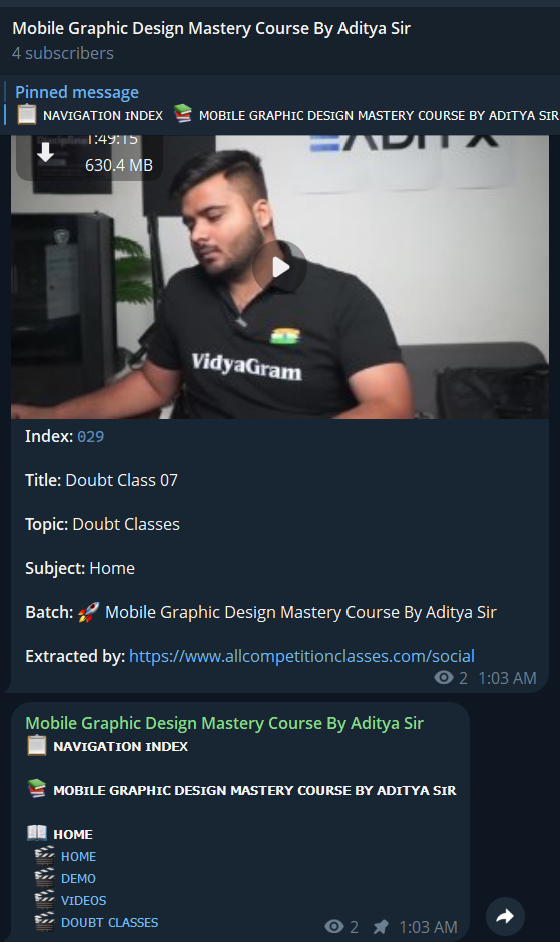 Mobile Graphic Design Mastery Course By Aditya Sir
4 subscribers
Pinned message
📋 NAVIGATION INDEX 📚 MOBILE GRAPHIC DESIGN MASTERY COURSE BY ADITYA SIR
1:49:15
630.4 MB
VidyaGram
Index: 029
Title: Doubt Class 07
Topic: Doubt Classes
Subject: Home
Batch: 🚀 Mobile Graphic Design Mastery Course By Aditya Sir
Extracted by: https://www.allcompetitionclasses.com/social
2 1:03 AM
Mobile Graphic Design Mastery Course By Aditya Sir
📋 NAVIGATION INDEX
📚 MOBILE GRAPHIC DESIGN MASTERY COURSE BY ADITYA SIR
📖 HOME
🎬 HOME
🎬 DEMO
🎬 VIDEOS
🎬 DOUBT CLASSES
2 1:03 AM